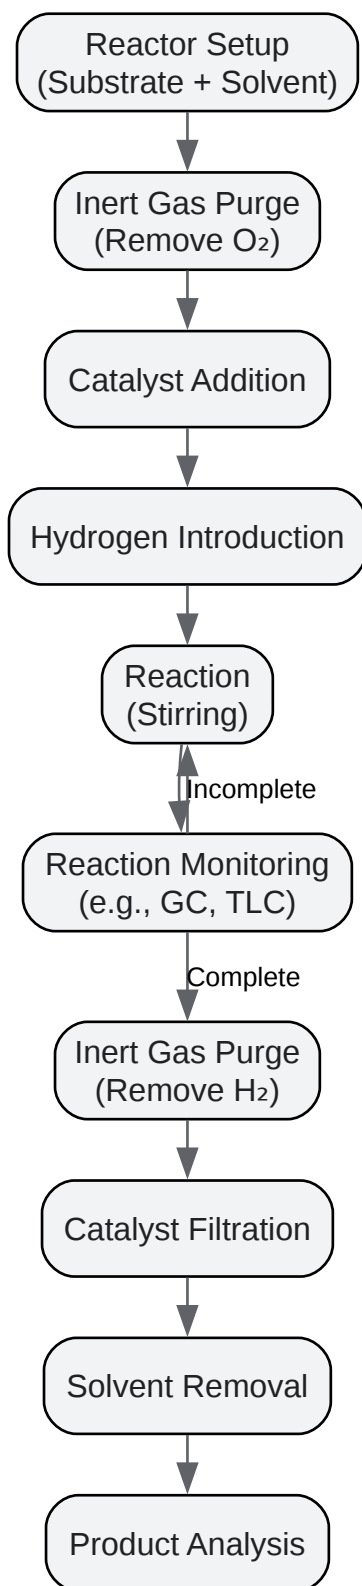 Reactor Setup
(Substrate + Solvent)
Inert Gas Purge
(Remove O₂)
Catalyst Addition
Hydrogen Introduction
Reaction
(Stirring)
Incomplete
Reaction Monitoring
(e.g., GC, TLC)
Complete
Inert Gas Purge
(Remove H₂)
Catalyst Filtration
Solvent Removal
Product Analysis